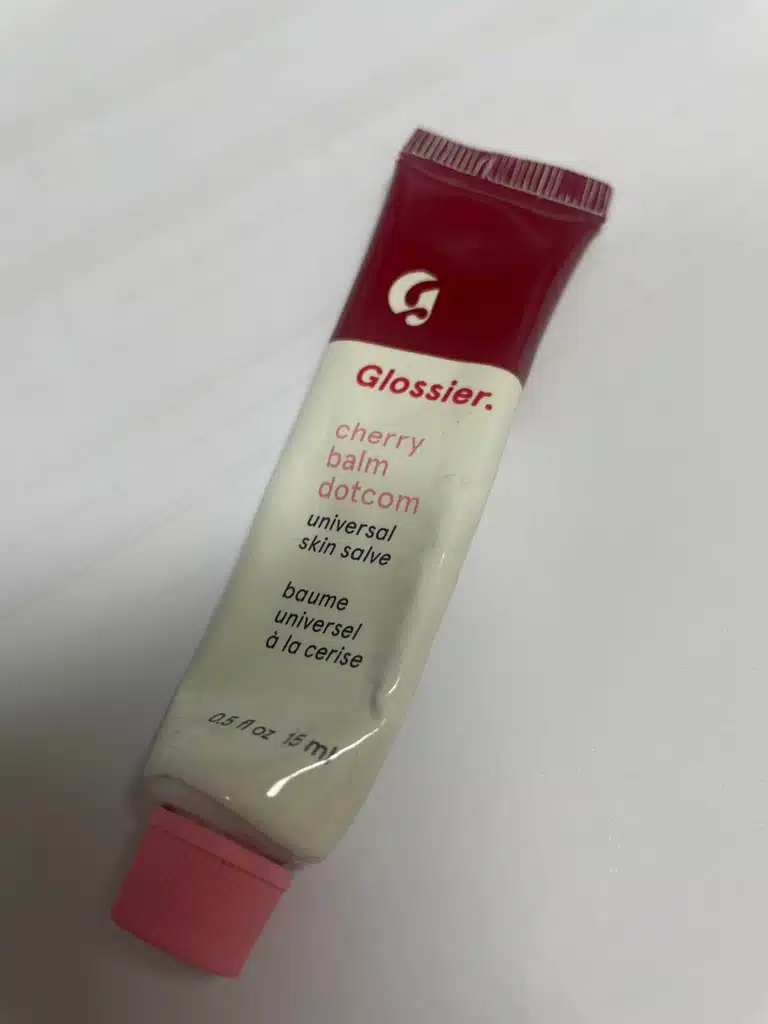 G
Glossier.
cherry
balm
dotcom
universal
skin salve
baume
universel
à la cerise
0.5 fl oz 15 ml